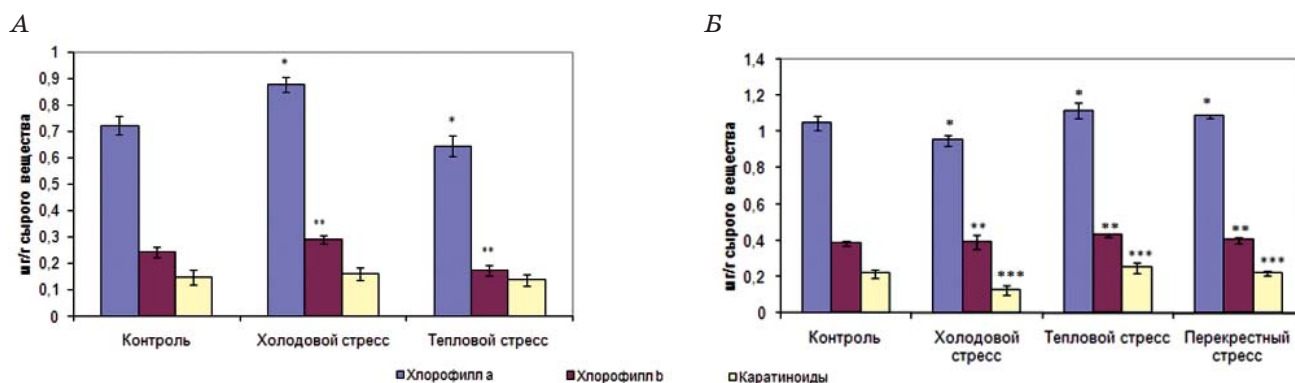 А
Б
шг/г сырого вещества
1
0,9
0,8
0,7
0,6
0,5
0,4
0,3
0,2
0,1
0
*
**
*
**
Контроль
Холодовой стресс
Тепловой стресс
шг/г сырого вещества
1,4
1,2
1
0,8
0,6
0,4
0,2
0
*
**
***
*
**
***
*
**
***
Контроль
Холодовой
стресс
Тепловой стресс
Перекрестный
стресс
Хлорофилл a
Хлорофилл b
Каратиноиды